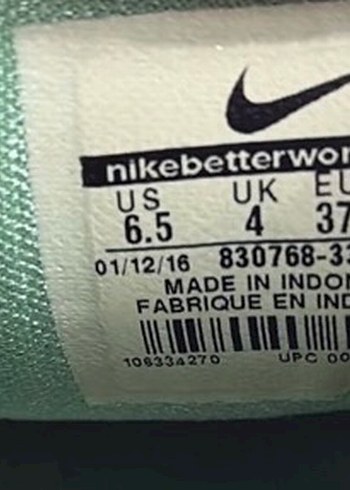 nikebetterwor
US UK EU
6.5 4 37
01/12/16 830768-33
MADE IN INDON
FABRIQUE EN IND
106334270 UPC 00